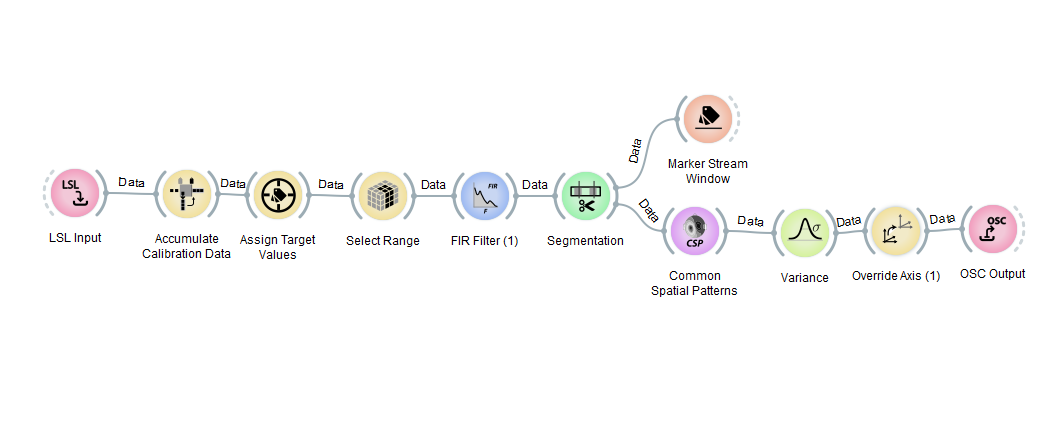 LSL
LSL Input
Data
Accumulate
Calibration Data
Data
Assign Target
Values
Data
Select Range
Data
FIR
F
FIR Filter (1)
Data
Segmentation
Data
Marker Stream
Window
Data
CSP
Common
Spatial Patterns
Data
σ
Variance
Data
Override Axis (1)
Data
OSC
OSC Output